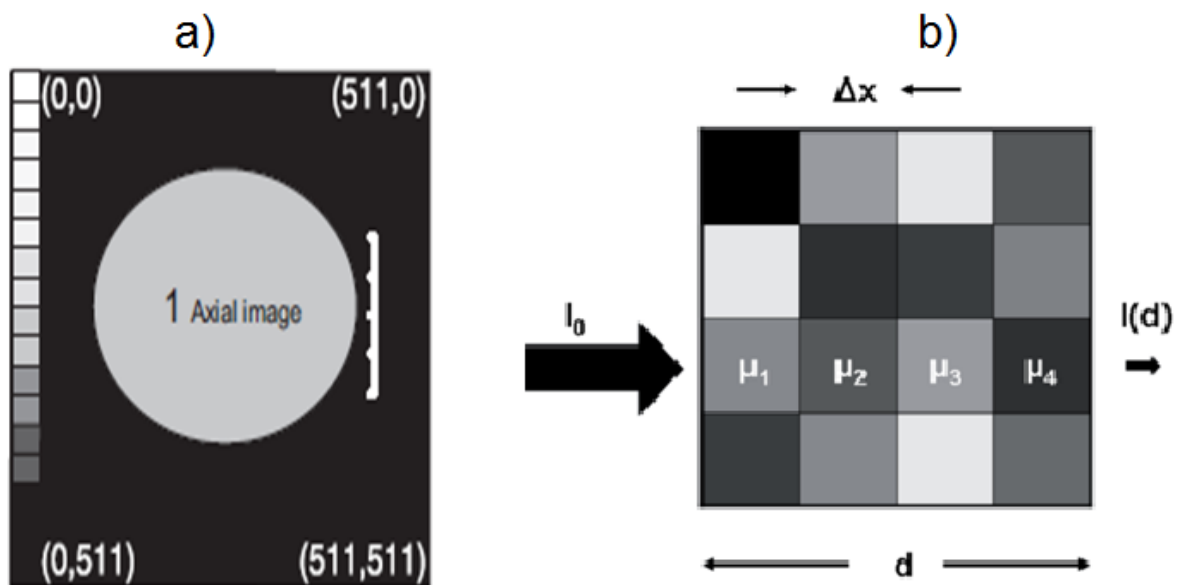 a)
b)
(0,0) (511,0)
1 Axial image
(0,511) (511,511)
Δx
I₀
I(d)
μ₁ μ₂ μ₃ μ₄
d